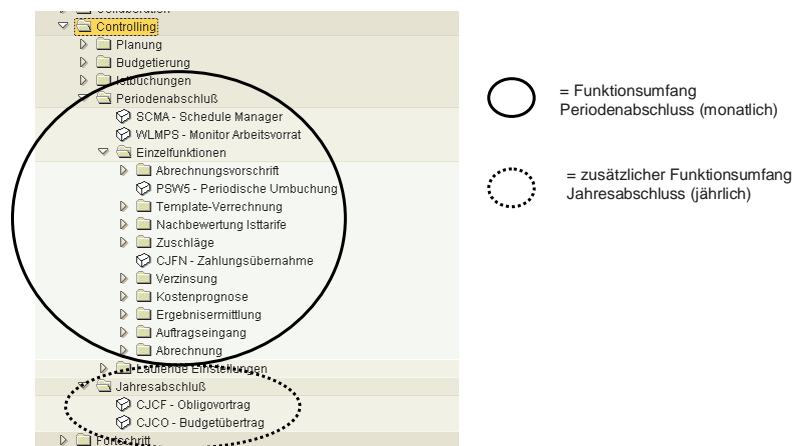 Controlling
Planung
Budgetierung
Istbuchungen
Periodenabschluß
SCMA - Schedule Manager
WLMPS - Monitor Arbeitsvorrat
Einzelfunktionen
Abrechnungsvorschrift
PSW5 - Periodische Umbuchung
Template-Verrechnung
Nachbewertung Isttarife
Zuschläge
CJFN - Zahlungsübernahme
Verzinsung
Kostenprognose
Ergebnisermittlung
Auftragseingang
Abrechnung
Laufende Einstellungen
Jahresabschluß
CJCF - Obligovortrag
CJCO - Budgetübertrag
Fortschritt
= Funktionsumfang
Periodenabschluss (monatlich)
= zusätzlicher Funktionsumfang
Jahresabschluss (jährlich)